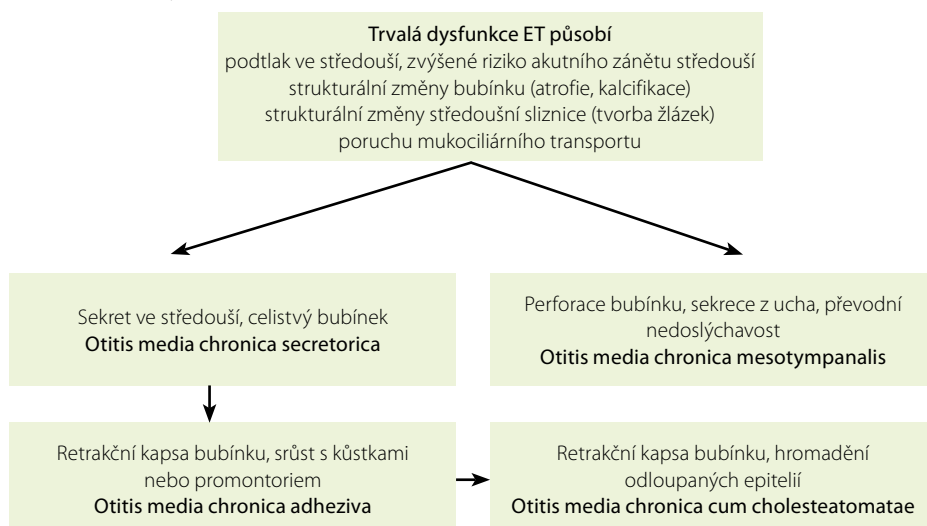 Trvalá dysfunkce ET působí
podtlak ve středouší, zvýšené riziko akutního zánětu středouší
strukturální změny bubínku (atrofie, kalcifikace)
strukturální změny středoušní sliznice (tvorba žlázek)
poruchu mukociliárního transportu
Sekret ve středouší, celistvý bubínek
Otitis media chronica secretorica
Perforace bubínku, sekrece z ucha, převodní
nedoslýchavost
Otitis media chronica mesotympanalis
Retrakční kapsa bubínku, srůst s kůstkami
nebo promontoriem
Otitis media chronica adheziva
Retrakční kapsa bubínku, hromadění
odloupaných epitelií
Otitis media chronica cum cholesteatomatae